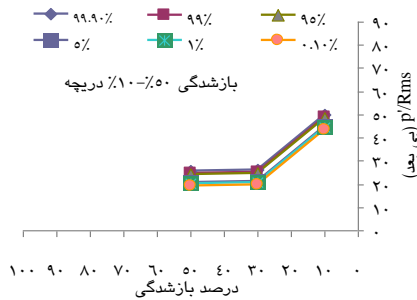 ۹۹.۹۰٪ ۹۹٪ ۹۵٪
۵٪ ۱٪ ۰.۱۰٪
بازشدگی ۵۰٪-۱۰٪ دریچه
۹۰
۸۰
۷۰
۶۰
۵۰
۴۰
۳۰
۲۰
۱۰
۰
p'/Rms (بی بعد)
۱۰۰ ۹۰ ۸۰ ۷۰ ۶۰ ۵۰ ۴۰ ۳۰ ۲۰ ۱۰ ۰
درصد بازشدگی